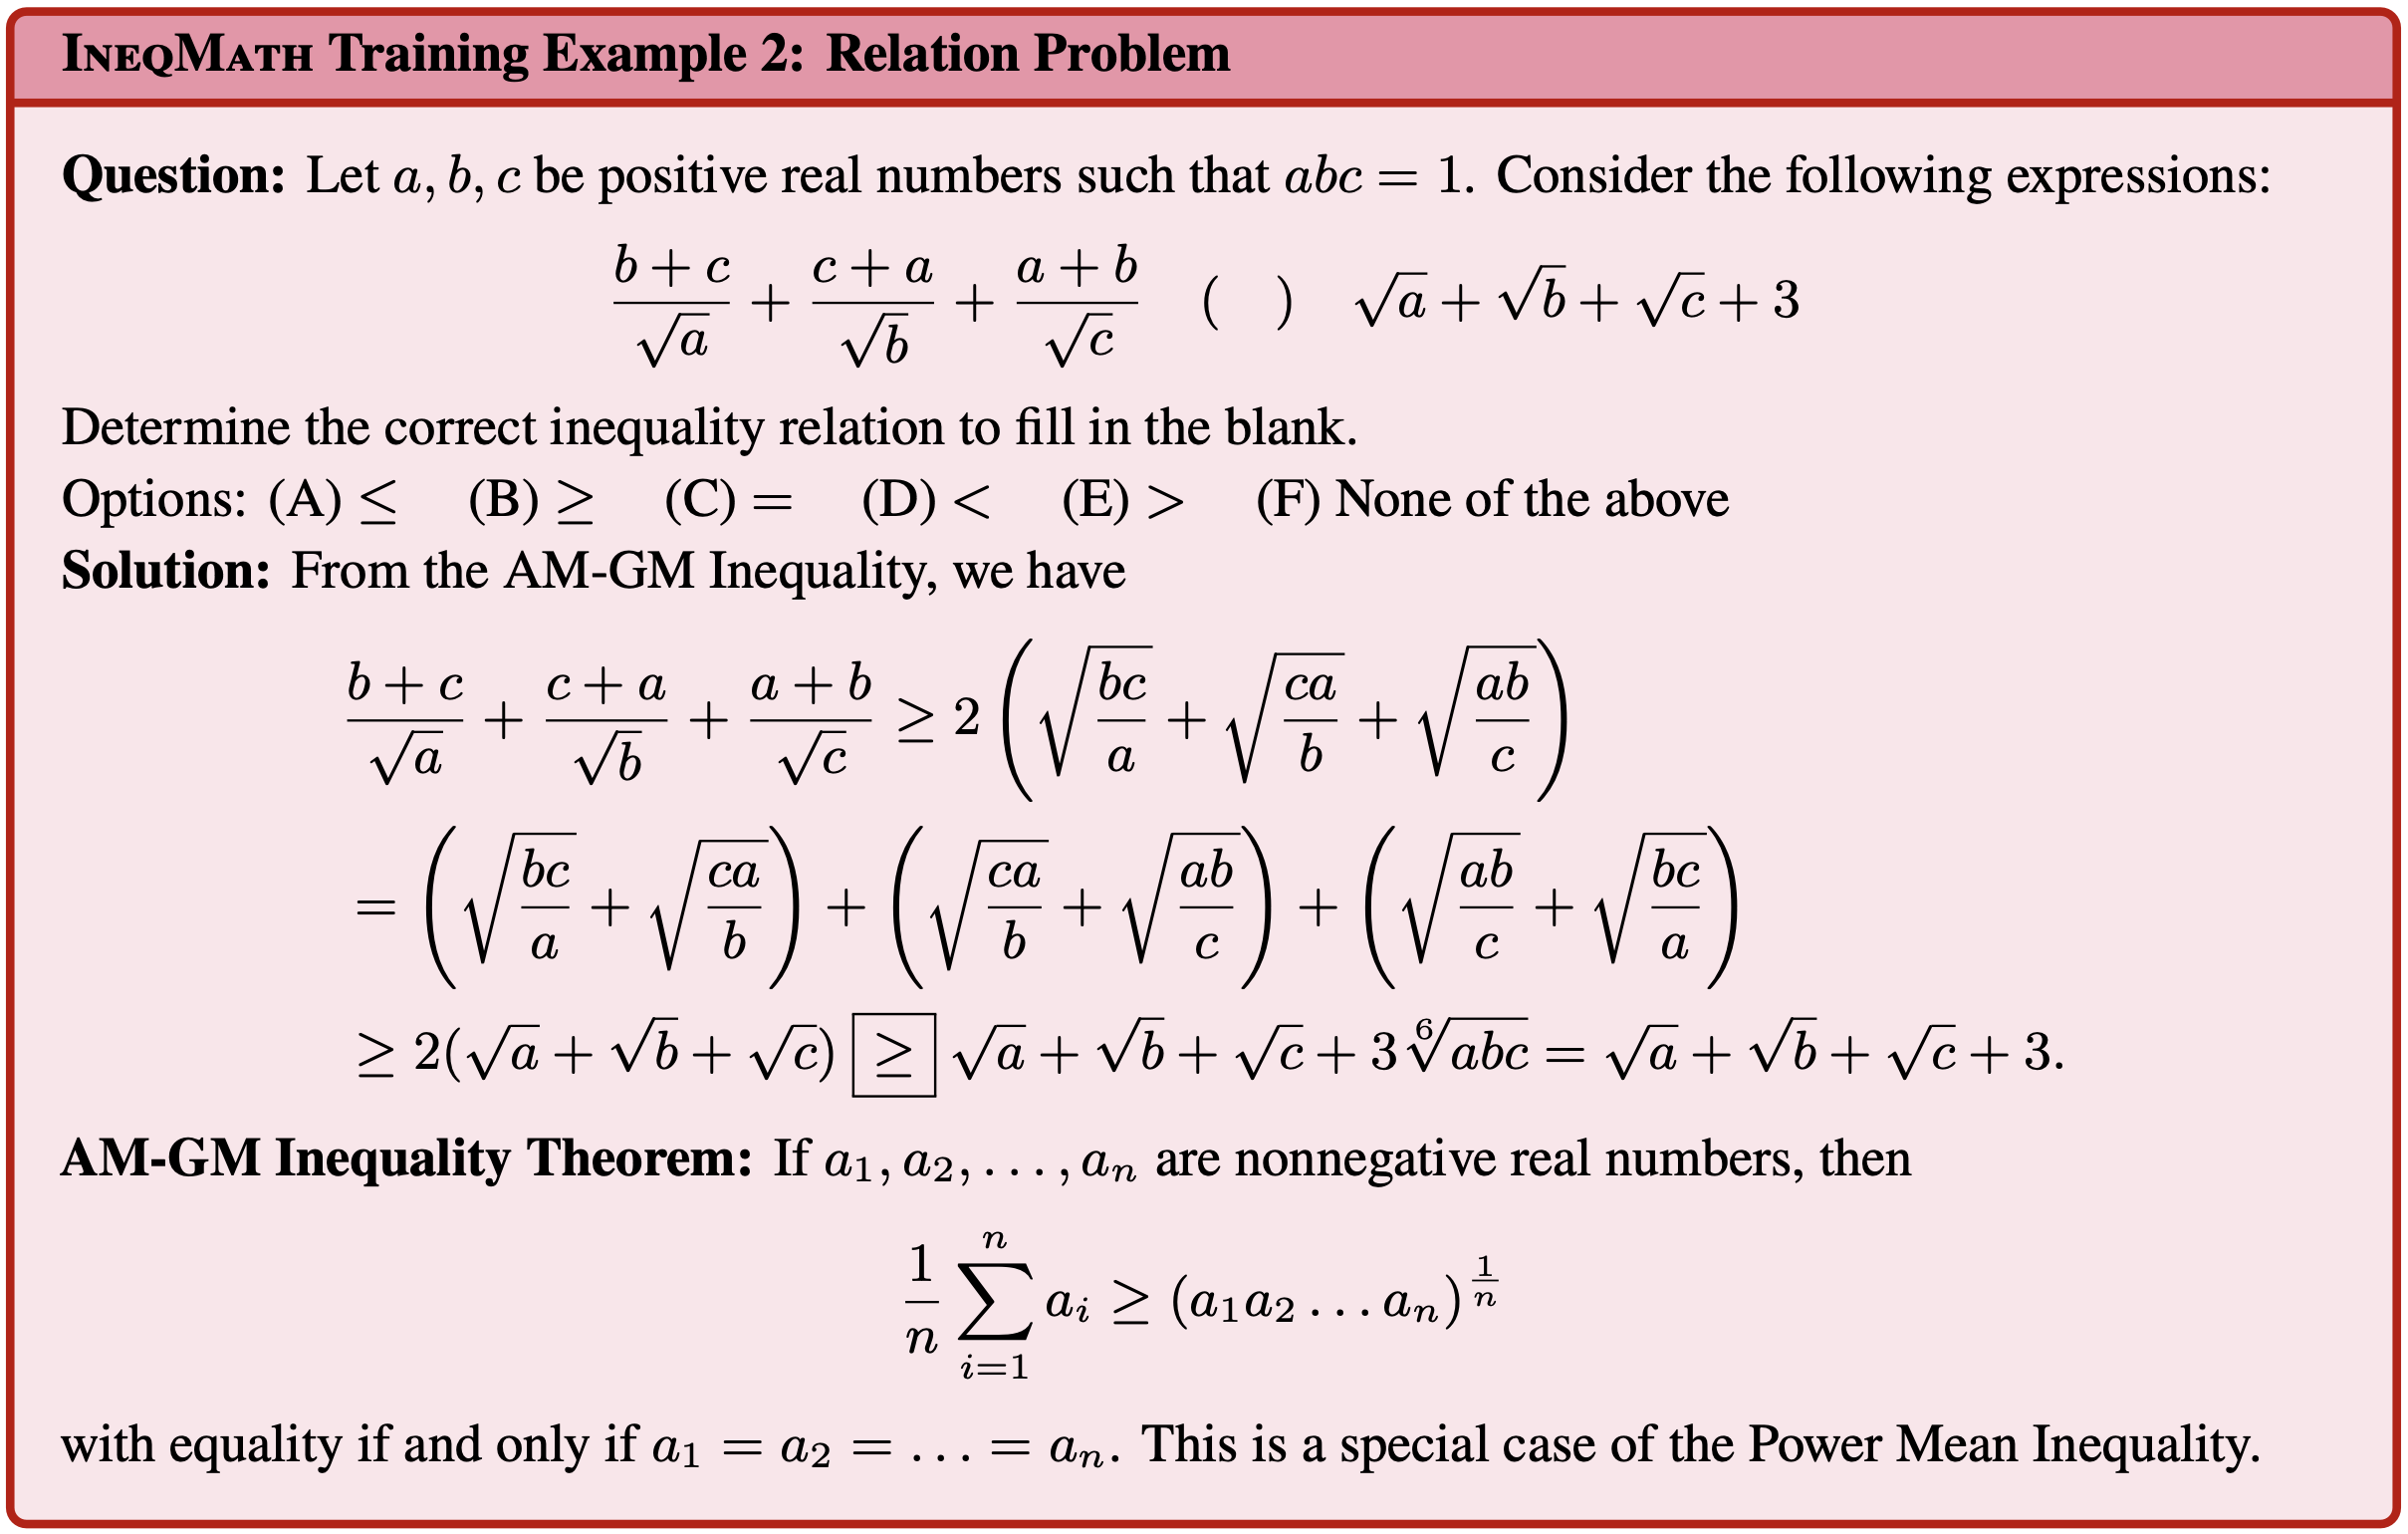 INEQMATH Training Example 2: Relation Problem
Question: Let $a, b, c$ be positive real numbers such that $abc = 1$. Consider the following expressions:
$\frac{b+c}{\sqrt{a}} + \frac{c+a}{\sqrt{b}} + \frac{a+b}{\sqrt{c}} \quad ( \quad ) \quad \sqrt{a} + \sqrt{b} + \sqrt{c} + 3$
Determine the correct inequality relation to fill in the blank.
Options: (A) ≤ (B) ≥ (C) = (D) < (E) > (F) None of the above
Solution: From the AM-GM Inequality, we have
$\frac{b+c}{\sqrt{a}} + \frac{c+a}{\sqrt{b}} + \frac{a+b}{\sqrt{c}} \geq 2\left(\sqrt{\frac{bc}{a}} + \sqrt{\frac{ca}{b}} + \sqrt{\frac{ab}{c}}\right)$
$= \left(\sqrt{\frac{bc}{a}} + \sqrt{\frac{ca}{b}}\right) + \left(\sqrt{\frac{ca}{b}} + \sqrt{\frac{ab}{c}}\right) + \left(\sqrt{\frac{ab}{c}} + \sqrt{\frac{bc}{a}}\right)$
$\geq 2(\sqrt{a} + \sqrt{b} + \sqrt{c}) \boxed{\geq} \sqrt{a} + \sqrt{b} + \sqrt{c} + 3\sqrt[6]{abc} = \sqrt{a} + \sqrt{b} + \sqrt{c} + 3.$
AM-GM Inequality Theorem: If $a_1, a_2, \ldots, a_n$ are nonnegative real numbers, then
$\frac{1}{n} \sum_{i=1}^{n} a_i \geq (a_1 a_2 \ldots a_n)^{\frac{1}{n}}$
with equality if and only if $a_1 = a_2 = \ldots = a_n$. This is a special case of the Power Mean Inequality.